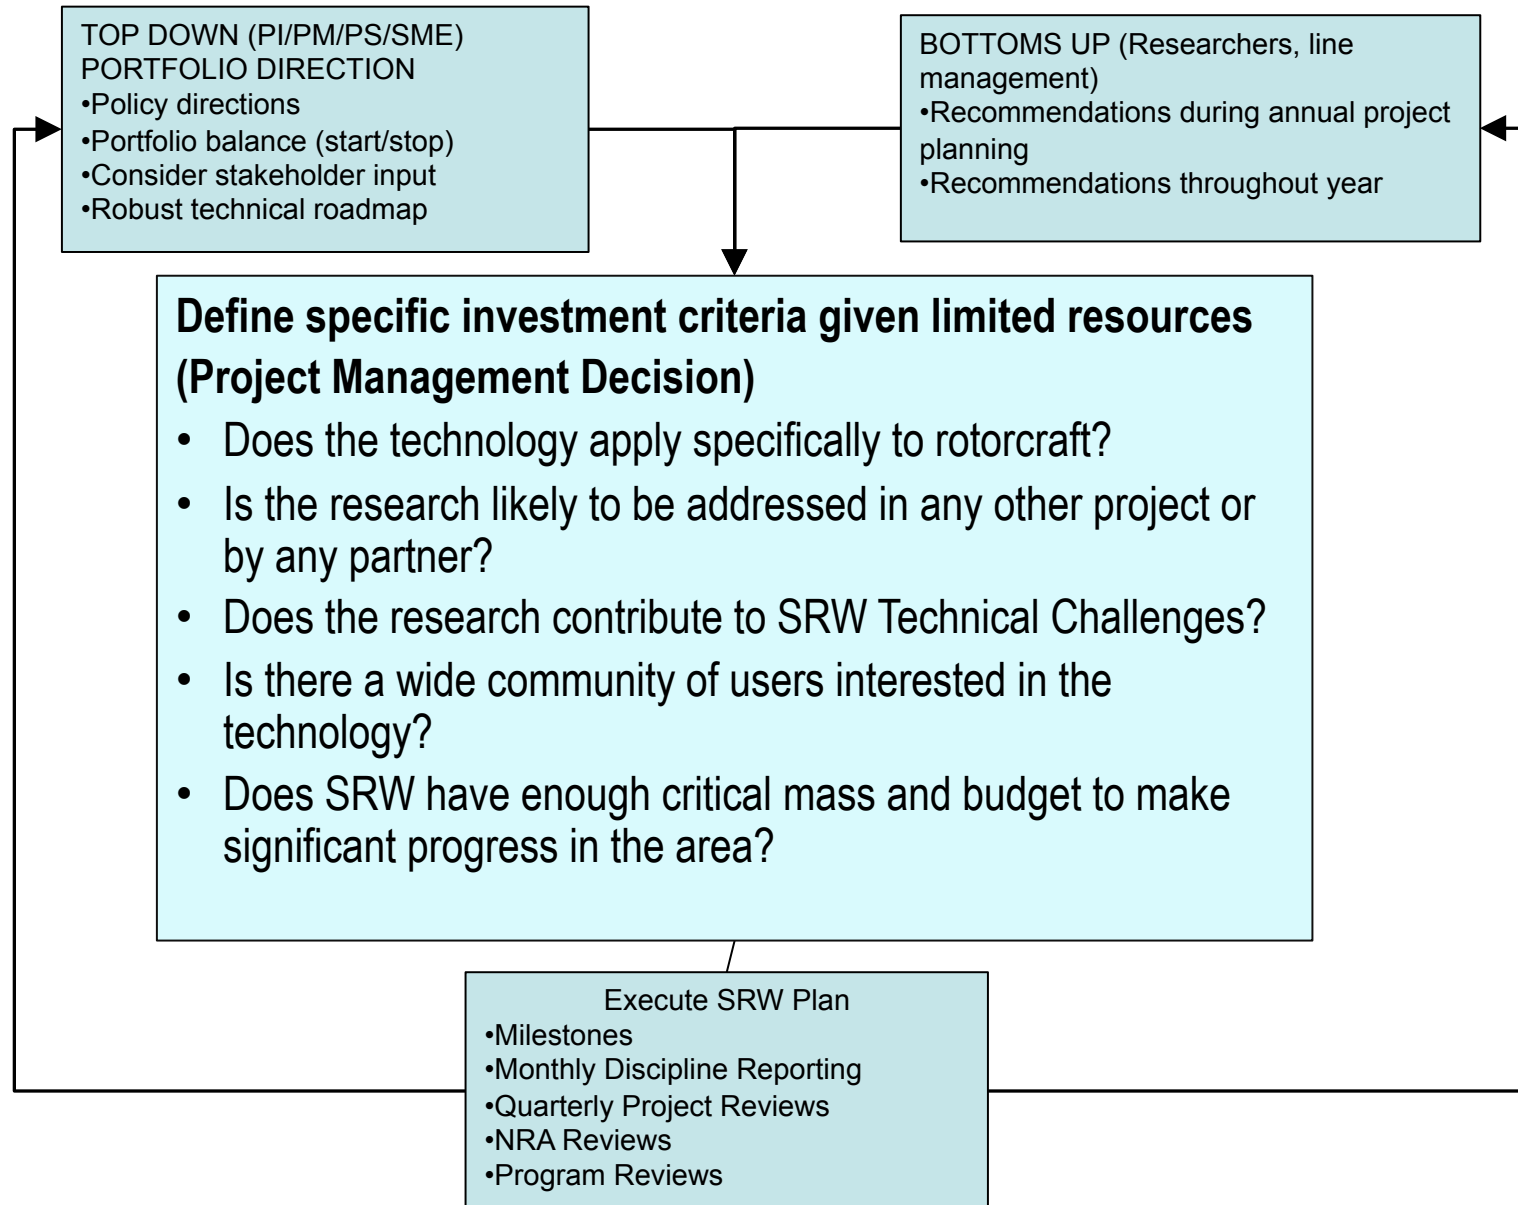 TOP DOWN (PI/PM/PS/SME)
PORTFOLIO DIRECTION
•Policy directions
•Portfolio balance (start/stop)
•Consider stakeholder input
•Robust technical roadmap
BOTTOMS UP (Researchers, line
management)
•Recommendations during annual project
planning
•Recommendations throughout year
Define specific investment criteria given limited resources
(Project Management Decision)
• Does the technology apply specifically to rotorcraft?
• Is the research likely to be addressed in any other project or
by any partner?
• Does the research contribute to SRW Technical Challenges?
• Is there a wide community of users interested in the
technology?
• Does SRW have enough critical mass and budget to make
significant progress in the area?
Execute SRW Plan
•Milestones
•Monthly Discipline Reporting
•Quarterly Project Reviews
•NRA Reviews
•Program Reviews